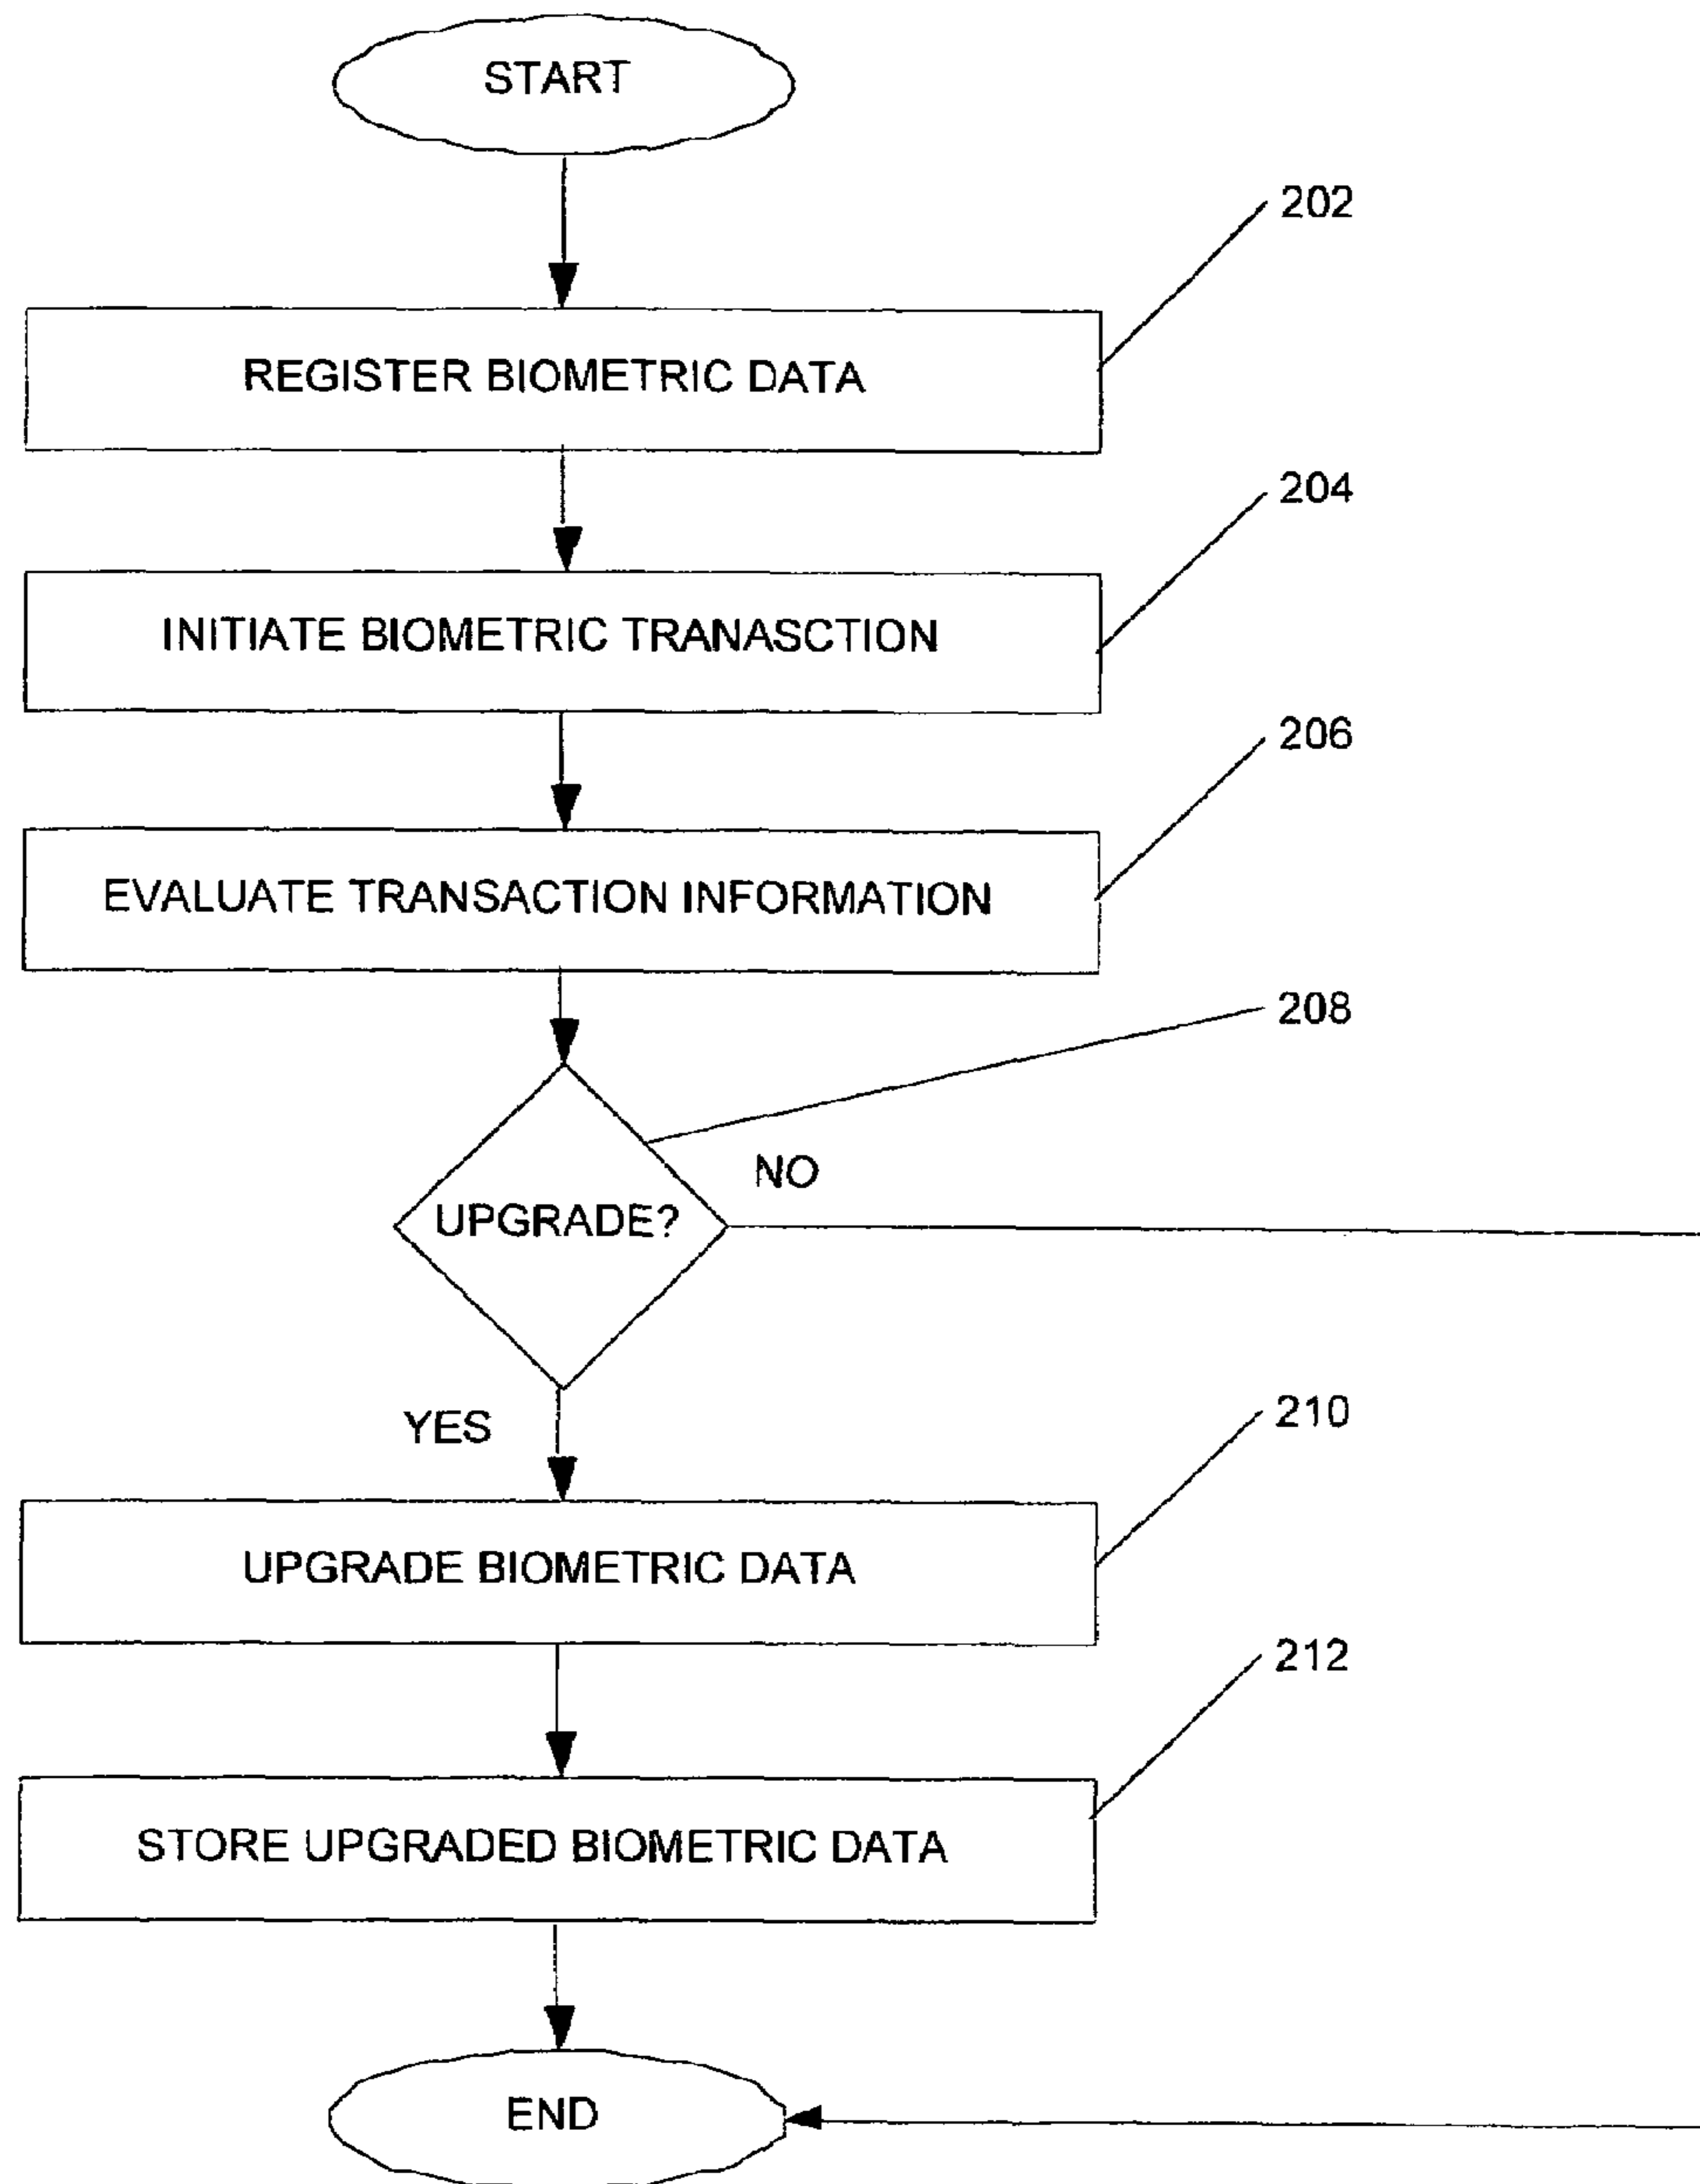 START
202
REGISTER BIOMETRIC DATA
204
INITIATE BIOMETRIC TRANASCTION
206
EVALUATE TRANSACTION INFORMATION
208
NO
UPGRADE?
YES
210
UPGRADE BIOMETRIC DATA
212
STORE UPGRADED BIOMETRIC DATA
END